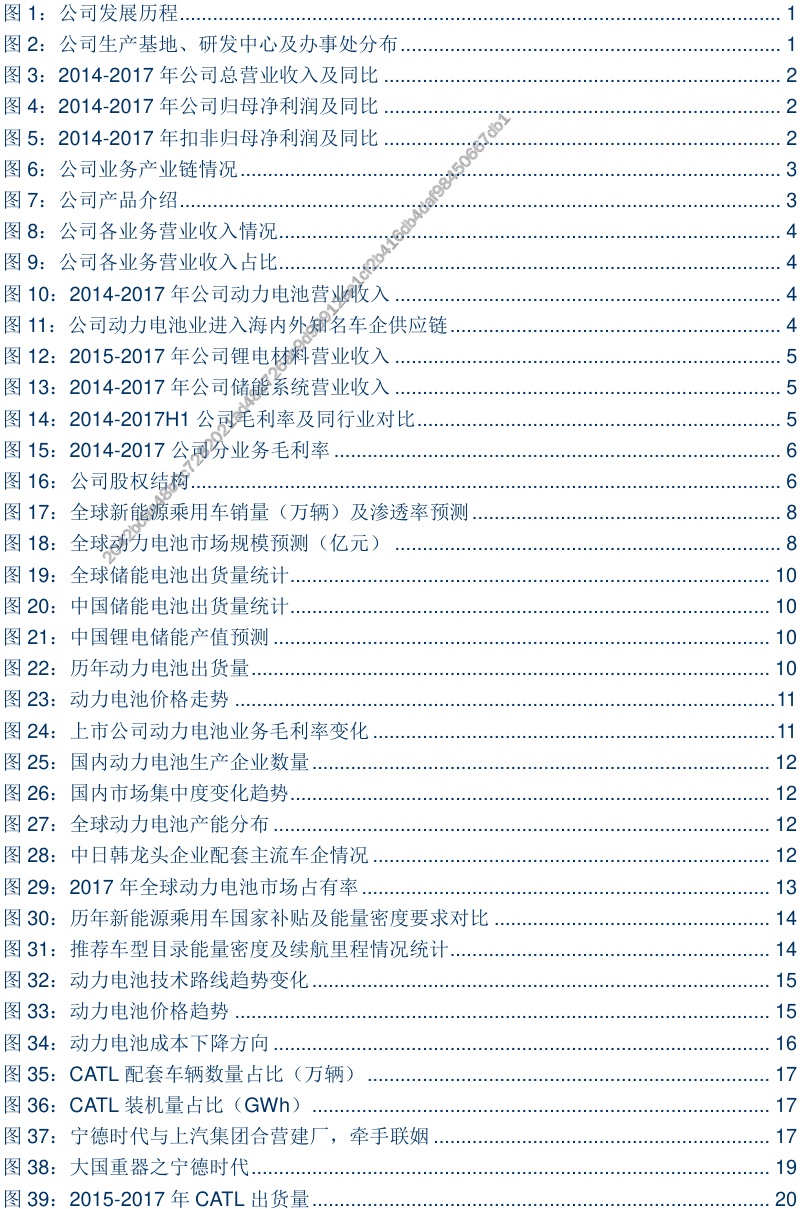 图 1：公司发展历程 1
图 2：公司生产基地、研发中心及办事处分布 1
图 3：2014-2017 年公司总营业收入及同比 2
图 4：2014-2017 年公司归母净利润及同比 2
图 5：2014-2017 年扣非归母净利润及同比 2
图 6：公司业务产业链情况 3
图 7：公司产品介绍 3
图 8：公司各业务营业收入情况 4
图 9：公司各业务营业收入占比 4
图 10：2014-2017 年公司动力电池营业收入 4
图 11：公司动力电池业进入海内外知名车企供应链 4
图 12：2015-2017 年公司锂电材料营业收入 5
图 13：2014-2017 年公司储能系统营业收入 5
图 14：2014-2017H1 公司毛利率及同行业对比 5
图 15：2014-2017 公司分业务毛利率 6
图 16：公司股权结构 6
图 17：全球新能源乘用车销量（万辆）及渗透率预测 8
图 18：全球动力电池市场规模预测（亿元） 8
图 19：全球储能电池出货量统计 10
图 20：中国储能电池出货量统计 10
图 21：中国锂电储能产值预测 10
图 22：历年动力电池出货量 10
图 23：动力电池价格走势 11
图 24：上市公司动力电池业务毛利率变化 11
图 25：国内动力电池生产企业数量 12
图 26：国内市场集中度变化趋势 12
图 27：全球动力电池产能分布 12
图 28：中日韩龙头企业配套主流车企情况 12
图 29：2017 年全球动力电池市场占有率 13
图 30：历年新能源乘用车国家补贴及能量密度要求对比 14
图 31：推荐车型目录能量密度及续航里程情况统计 14
图 32：动力电池技术路线趋势变化 15
图 33：动力电池价格趋势 15
图 34：动力电池成本下降方向 16
图 35：CATL 配套车辆数量占比（万辆） 17
图 36：CATL 装机量占比（GWh） 17
图 37：宁德时代与上汽集团合营建厂，牵手联姻 17
图 38：大国重器之宁德时代 19
图 39：2015-2017 年 CATL 出货量 20